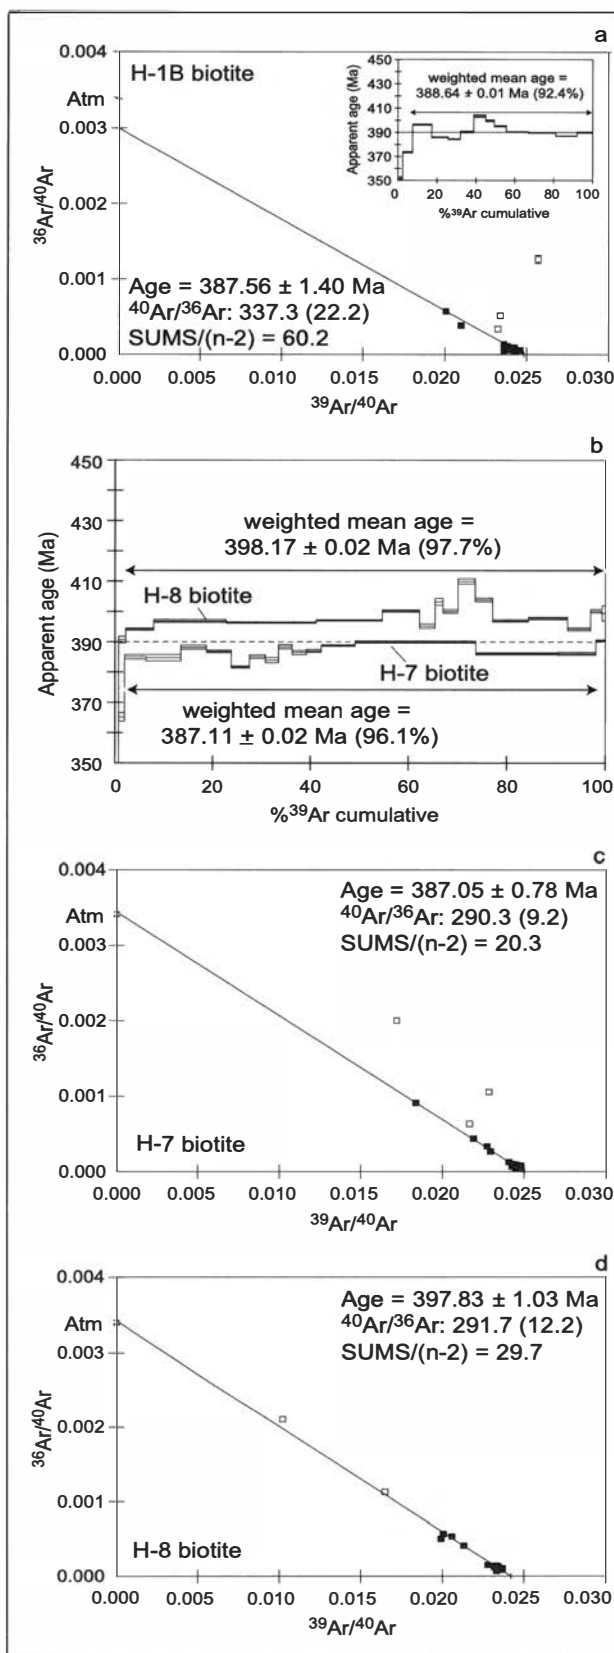 a
0.004
H-1B biotite
Atm
0.003
0.002
0.001
0.000
³⁶Ar/⁴⁰Ar
450
430
410
390
370
350
Apparent age (Ma)
weighted mean age =
388.64 ± 0.01 Ma (92.4%)
0 20 40 60 80 100
%³⁹Ar cumulative
Age = 387.56 ± 1.40 Ma
⁴⁰Ar/³⁶Ar: 337.3 (22.2)
SUMS/(n-2) = 60.2
0.000 0.005 0.010 0.015 0.020 0.025 0.030
³⁹Ar/⁴⁰Ar
b
450
430
410
390
370
350
Apparent age (Ma)
weighted mean age =
398.17 ± 0.02 Ma (97.7%)
H-8 biotite
H-7 biotite
weighted mean age =
387.11 ± 0.02 Ma (96.1%)
0 20 40 60 80 100
%³⁹Ar cumulative
c
0.004
Atm
0.003
0.002
0.001
0.000
³⁶Ar/⁴⁰Ar
Age = 387.05 ± 0.78 Ma
⁴⁰Ar/³⁶Ar: 290.3 (9.2)
SUMS/(n-2) = 20.3
H-7 biotite
0.000 0.005 0.010 0.015 0.020 0.025 0.030
³⁹Ar/⁴⁰Ar
d
0.004
Atm
0.003
0.002
0.001
0.000
³⁶Ar/⁴⁰Ar
Age = 397.83 ± 1.03 Ma
⁴⁰Ar/³⁶Ar: 291.7 (12.2)
SUMS/(n-2) = 29.7
H-8 biotite
0.000 0.005 0.010 0.015 0.020 0.025 0.030
³⁹Ar/⁴⁰Ar